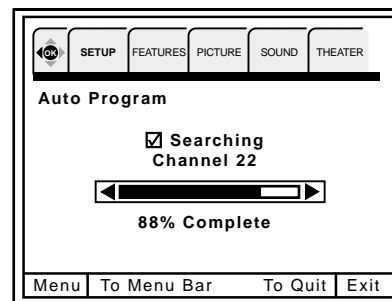 OK SETUP FEATURES PICTURE SOUND THEATER
Auto Program
Searching
Channel 22
88% Complete
Menu To Menu Bar To Quit Exit